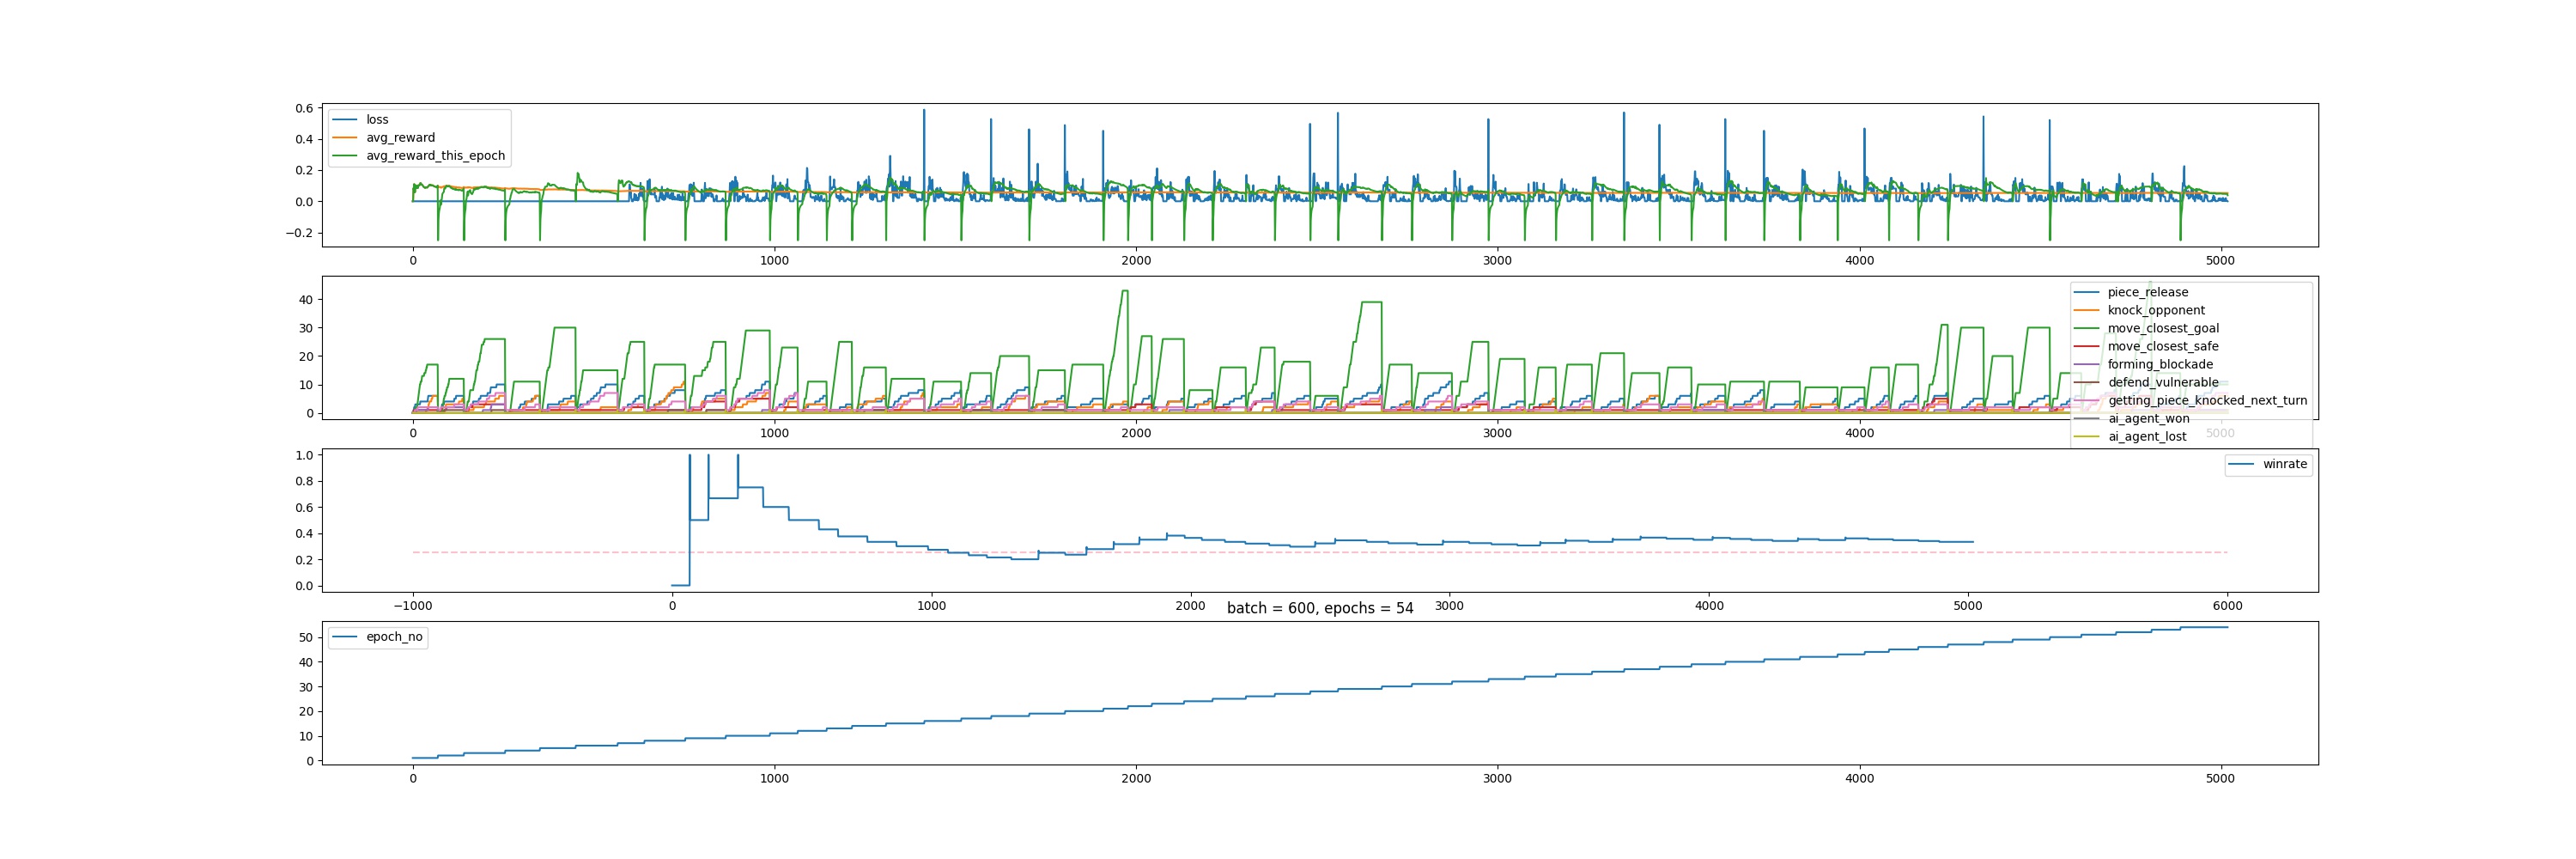 0.6
0.4
0.2
0.0
−0.2
loss
avg_reward
avg_reward_this_epoch
0 1000 2000 3000 4000 5000
40
30
20
10
0
piece_release
knock_opponent
move_closest_goal
move_closest_safe
forming_blockade
defend_vulnerable
getting_piece_knocked_next_turn
ai_agent_won
ai_agent_lost
0 1000 2000 3000 4000 5000
1.0
0.8
0.6
0.4
0.2
0.0
winrate
−1000 0 1000 2000 3000 4000 5000 6000
batch = 600, epochs = 54
50
40
30
20
10
0
epoch_no
0 1000 2000 3000 4000 5000